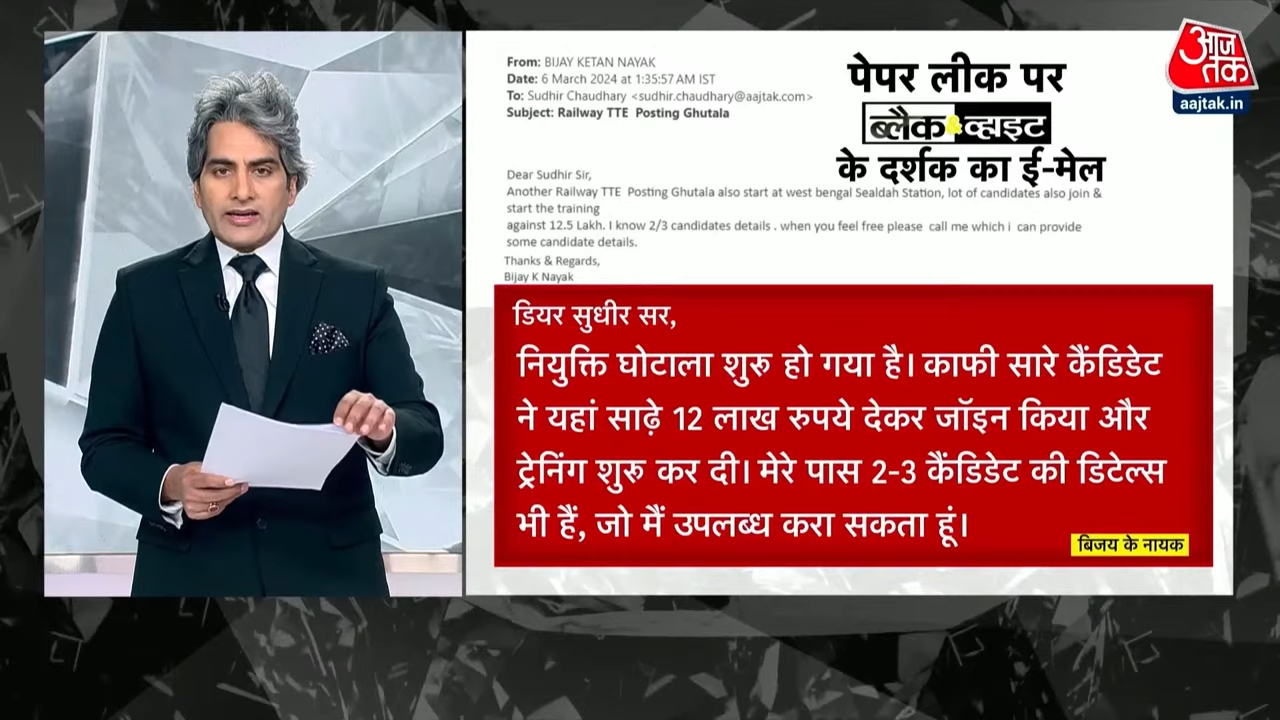 From: BIJAY KETAN NAYAK
Date: 6 March 2024 at 1:35:57 AM IST
To: Sudhir Chaudhary <sudhir.chaudhary@aajtak.com>
Subject: Railway TTE Posting Ghutala
पेपर लीक पर
ब्लैक & व्हाइट
के दर्शक का ई-मेल
आज तक
aajtak.in
Dear Sudhir Sir,
Another Railway TTE Posting Ghutala also start at west bengal Sealdah Station, lot of candidates also join &
start the training
against 12.5 Lakh. I know 2/3 candidates details . when you feel free please call me which i can provide
some candidate details.
Thanks & Regards,
Bijay K Nayak
डियर सुधीर सर,
नियुक्ति घोटाला शुरू हो गया है। काफी सारे कैंडिडेट
ने यहां साढ़े 12 लाख रुपये देकर जॉइन किया और
ट्रेनिंग शुरू कर दी। मेरे पास 2-3 कैंडिडेट की डिटेल्स
भी हैं, जो मैं उपलब्ध करा सकता हूं।
बिजय के नायक